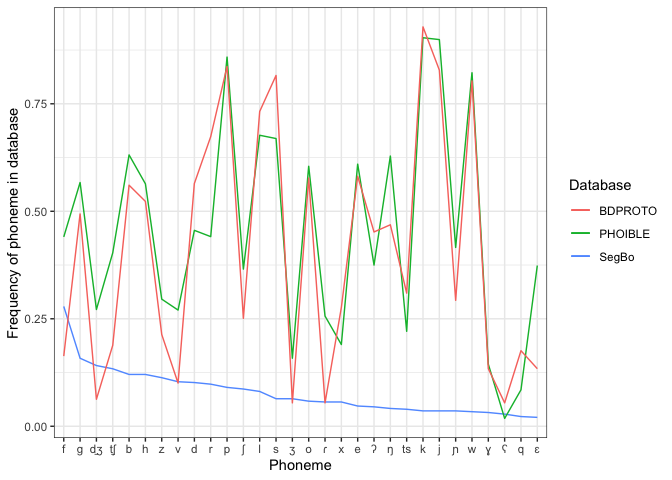 Frequency of phoneme in database
0.75
0.50
0.25
0.00
f g dʒ tʃ b h z v d r p ʃ l s ʒ o ɾ x e ʔ ŋ ts k j ɲ w ɣ ʕ q ɛ
Phoneme
Database
BDPROTO
PHOIBLE
SegBo